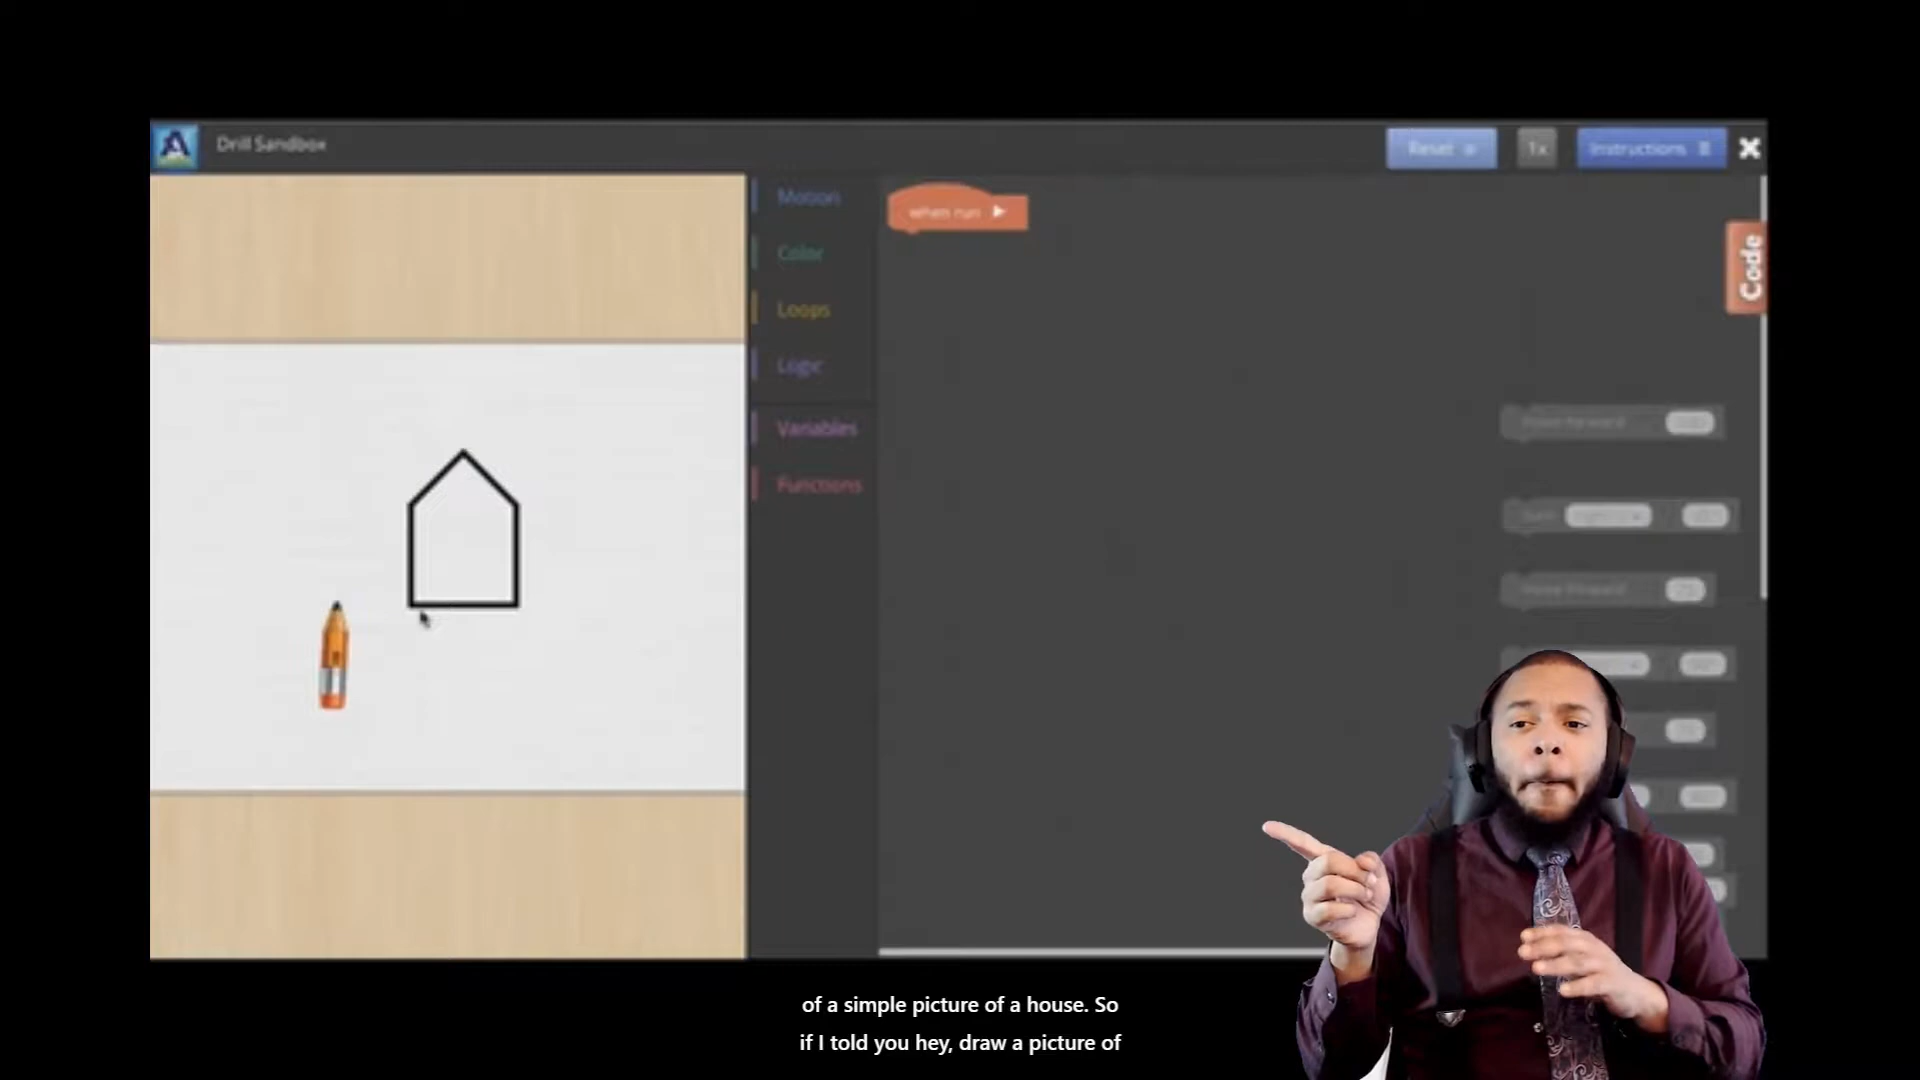 Drill Sandbox
Reset
1x
Instructions
Motion
Color
Loops
Logic
Variables
Functions
when run
Code
of a simple picture of a house. So
if I told you hey, draw a picture of